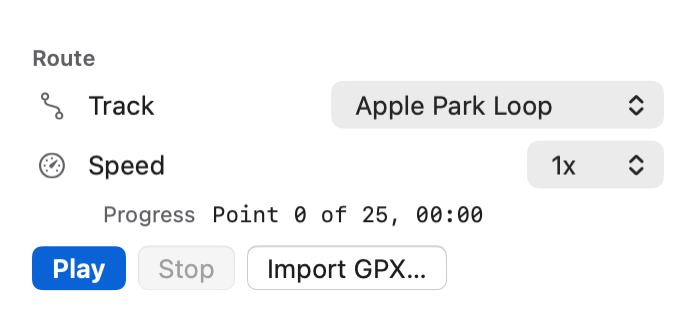 Route
Track Apple Park Loop
Speed 1x
Progress Point 0 of 25, 00:00
Play Stop Import GPX...